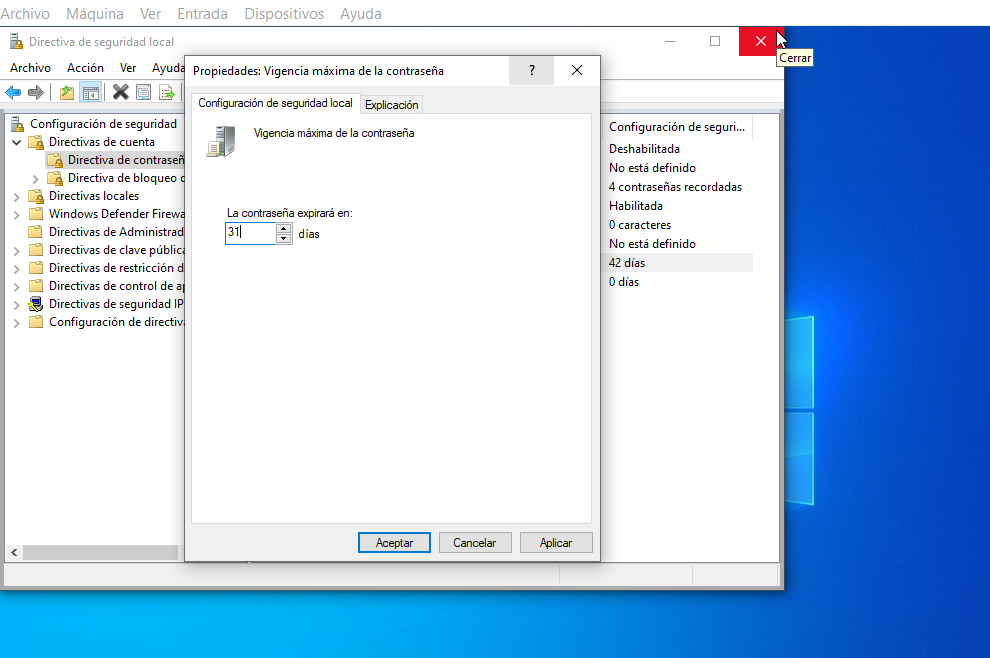 Archivo Máquina Ver Entrada Dispositivos Ayuda
Directiva de seguridad local
Cerrar
Archivo Acción Ver Ayuda
Configuración de seguridad
Directivas de cuenta
Directiva de contraseñ
Directiva de bloqueo c
Directivas locales
Windows Defender Firewa
Directivas de Administrad
Directivas de clave pública
Directivas de restricción d
Directivas de control de ap
Directivas de seguridad IP
Configuración de directiva
Propiedades: Vigencia máxima de la contraseña
?
Configuración de seguridad local
Explicación
Vigencia máxima de la contraseña
La contraseña expirará en:
31 días
Aceptar Cancelar Aplicar
Configuración de seguri...
Deshabilitada
No está definido
4 contraseñas recordadas
Habilitada
0 caracteres
No está definido
42 días
0 días